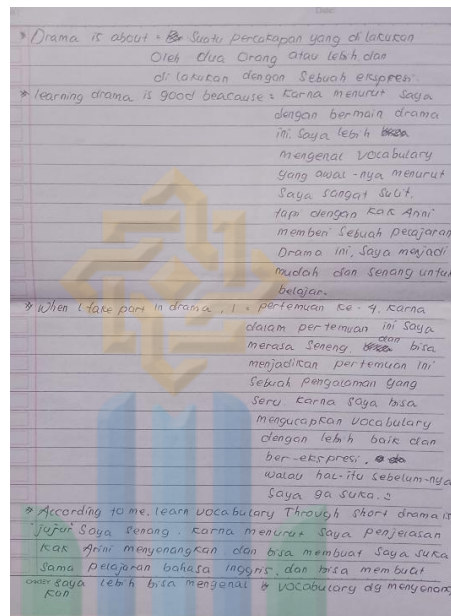 Date:
» Drama is about = Suatu percakapan yang di lakukan
Oleh dua orang atau lebih dan
di lakukan dengan sebuah ekspresi.
» learning drama is good beacause = karna menurut saya
dengan bermain drama
ini, saya lebih
mengenal vocabulary
yang awal-nya menurut
saya sangat sulit.
tapi dengan kak Arini
memberi sebuah pelajaran
Drama ini, saya menjadi
mudah dan senang untuk
belajar.
» When I take part in drama, I = pertemuan ke-4. karna
dalam pertemuan ini saya
merasa seneng, dan bisa
menjadikan pertemuan ini
sebuah pengalaman yang
seru karna saya bisa
mengucapkan vocabulary
dengan lebih baik dan
ber-ekspresi.
walau hal-itu sebelum-nya
saya ga suka. :)
» According to me, learn vocabulary Through short drama is
"jujur" saya senang. karna menurut saya penjelasan
kak Arini menyenangkan, dan bisa membuat saya suka
sama pelajaran bahasa inggris, dan bisa membuat
saya lebih bisa mengenal vocabulary dg menyenang
kan